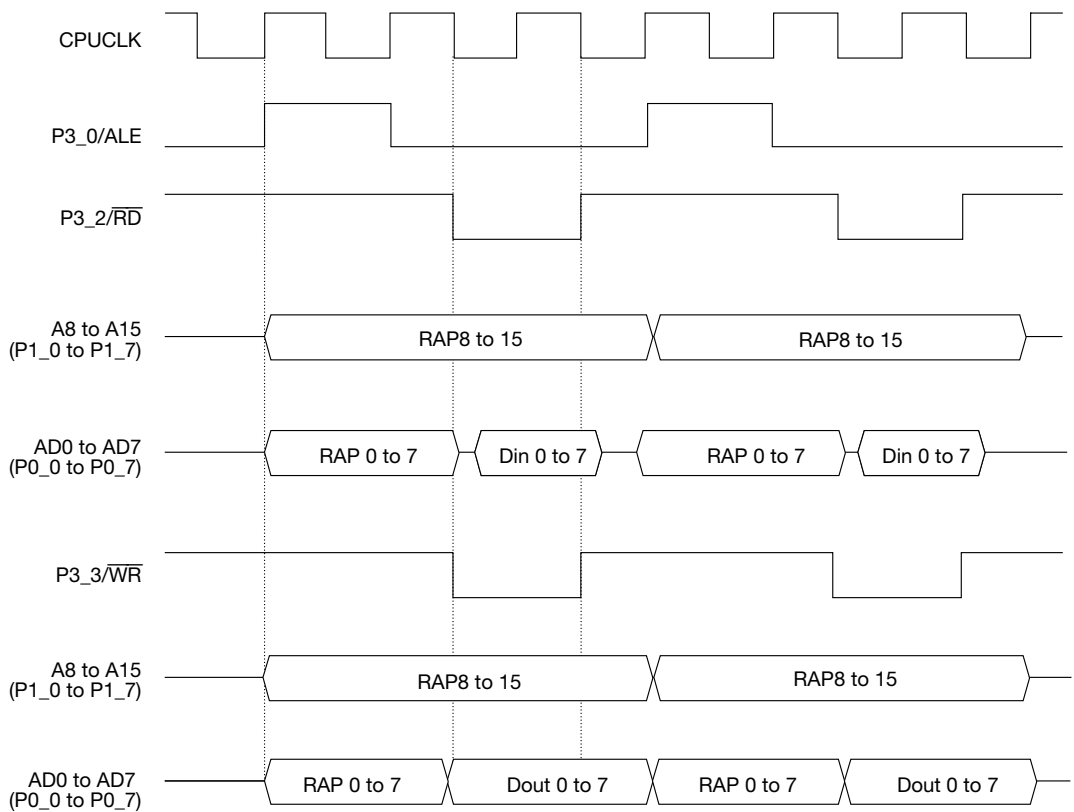 CPUCLK
P3_0/ALE
P3_2/R̅D̅
A8 to A15
(P1_0 to P1_7)
RAP8 to 15
RAP8 to 15
AD0 to AD7
(P0_0 to P0_7)
RAP 0 to 7
Din 0 to 7
RAP 0 to 7
Din 0 to 7
P3_3/W̅R̅
A8 to A15
(P1_0 to P1_7)
RAP8 to 15
RAP8 to 15
AD0 to AD7
(P0_0 to P0_7)
RAP 0 to 7
Dout 0 to 7
RAP 0 to 7
Dout 0 to 7